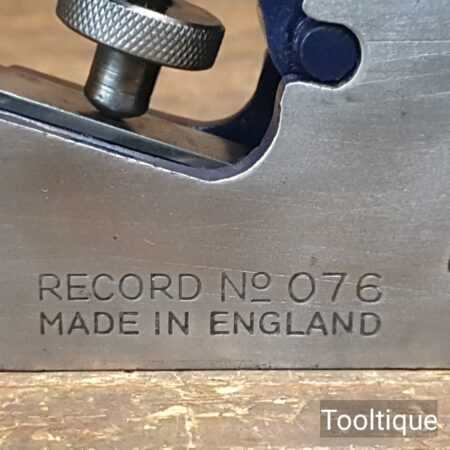 RECORD Nº 076
MADE IN ENGLAND
Tooltique